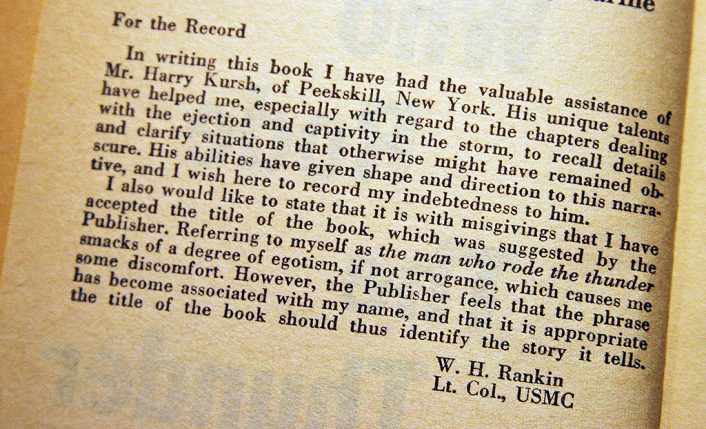 For the Record
In writing this book I have had the valuable assistance of
Mr. Harry Kursh, of Peekskill, New York. His unique talents
have helped me, especially with regard to the chapters dealing
with the ejection and captivity in the storm, to recall details
and clarify situations that otherwise might have remained ob-
scure. His abilities have given shape and direction to this narra-
tive, and I wish here to record my indebtedness to him.
I also would like to state that it is with misgivings that I have
accepted the title of the book, which was suggested by the
Publisher. Referring to myself as the man who rode the thunder
smacks of a degree of egotism, if not arrogance, which causes me
some discomfort. However, the Publisher feels that the phrase
has become associated with my name, and that it is appropriate
the title of the book should thus identify the story it tells.
W. H. Rankin
Lt. Col., USMC